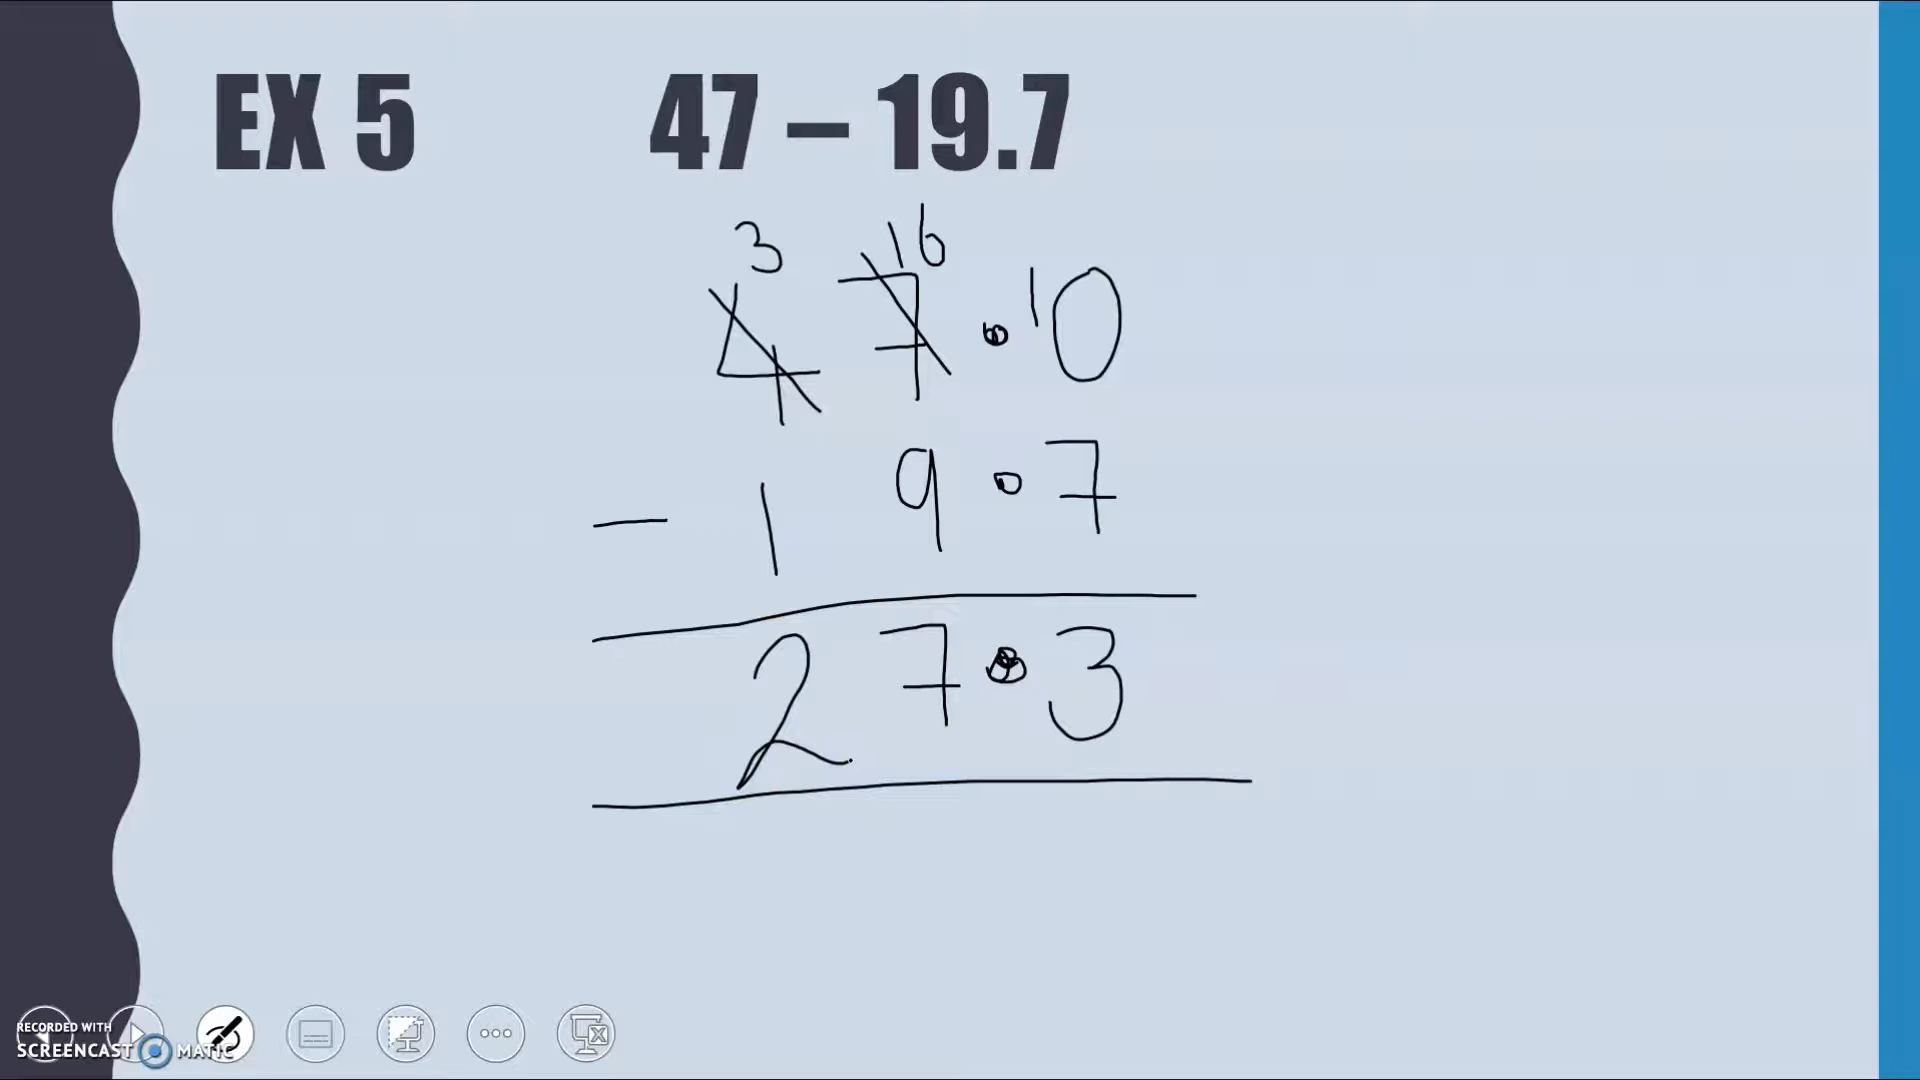 EX 5 47 – 19.7
3 16
4 7 . 10
– 1 9 . 7
2 7 . 3
RECORDED WITH
SCREENCAST MATIC